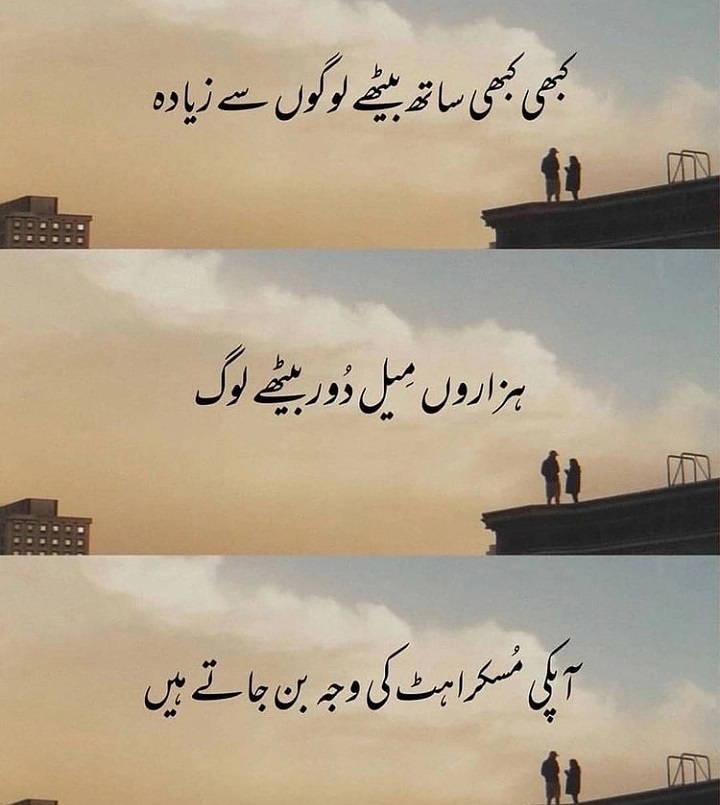 کبھی کبھی ساتھ بیٹھے لوگوں سے زیادہ
ہزاروں مِیل دُور بیٹھے لوگ
آپکی مُسکراہٹ کی وجہ بن جاتے ہیں